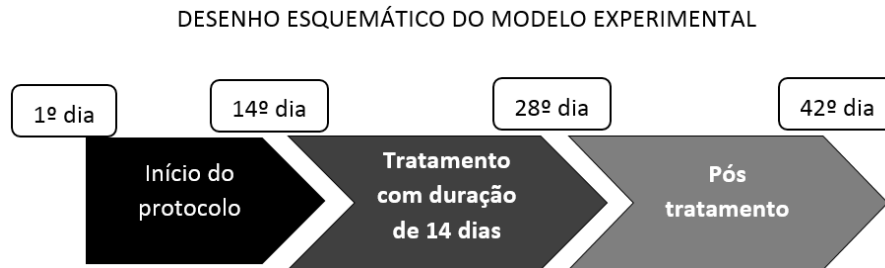 DESENHO ESQUEMÁTICO DO MODELO EXPERIMENTAL
1º dia
14º dia
28º dia
42º dia
Início do
protocolo
Tratamento
com duração
de 14 dias
Pós
tratamento